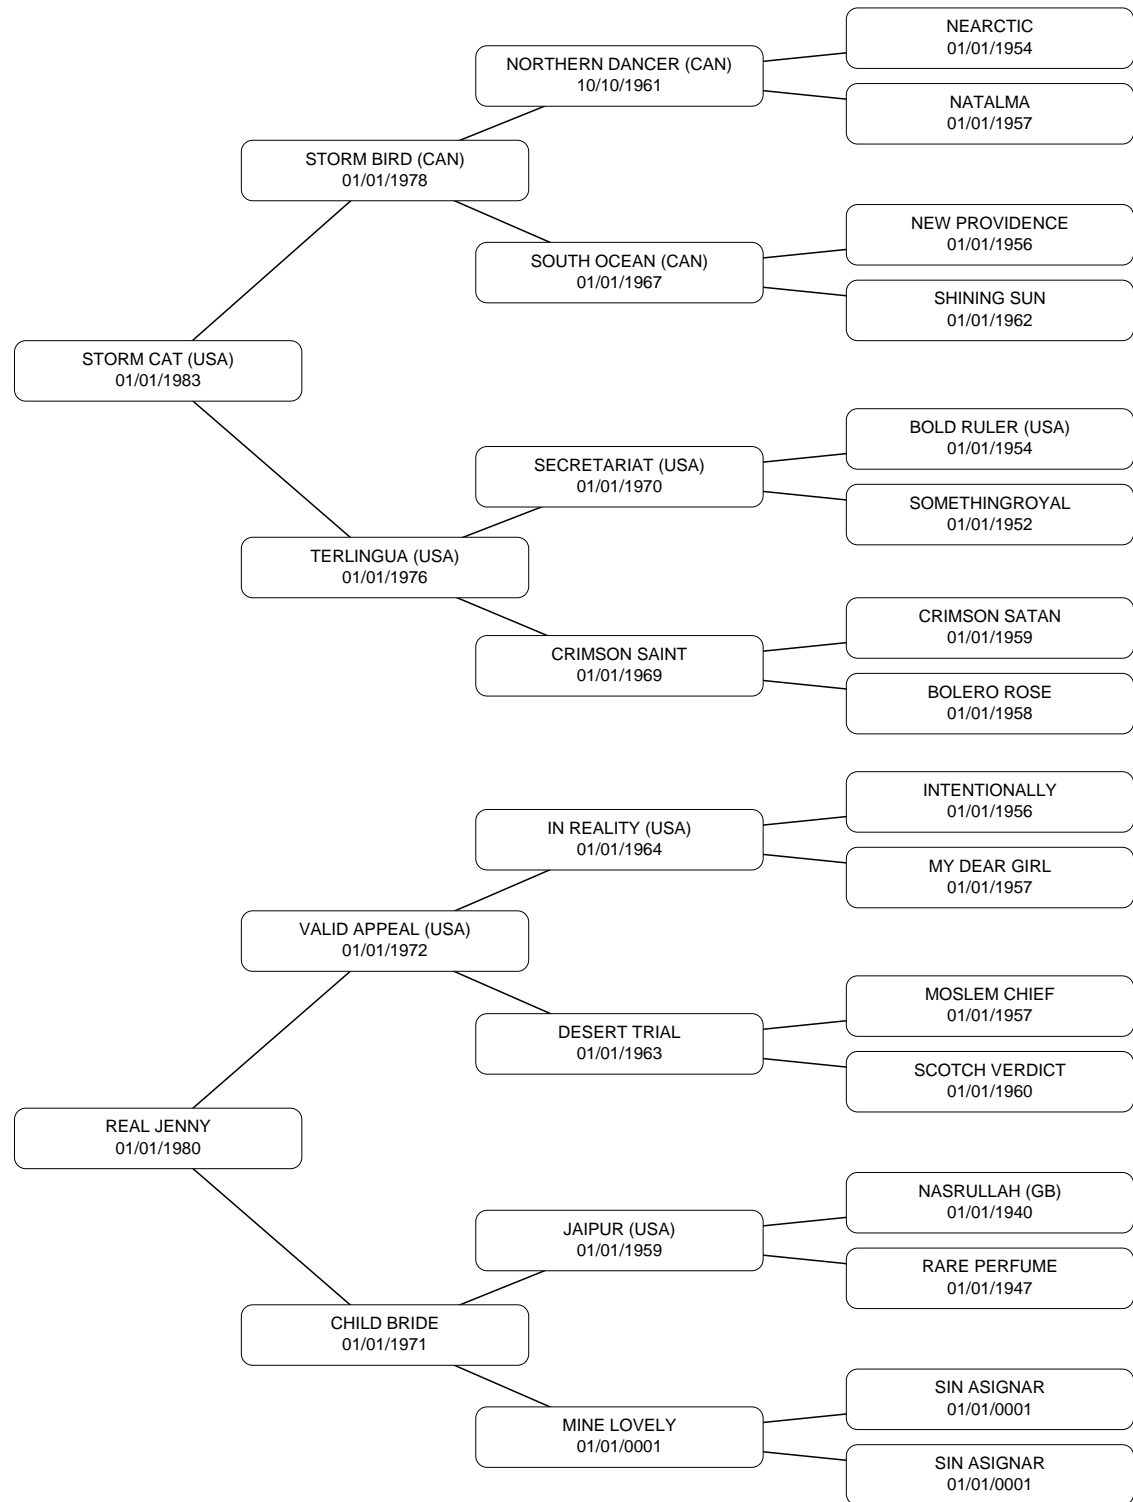 NEARCTIC
01/01/1954
NORTHERN DANCER (CAN)
10/10/1961
NATALMA
01/01/1957
STORM BIRD (CAN)
01/01/1978
NEW PROVIDENCE
01/01/1956
SOUTH OCEAN (CAN)
01/01/1967
SHINING SUN
01/01/1962
STORM CAT (USA)
01/01/1983
BOLD RULER (USA)
01/01/1954
SECRETARIAT (USA)
01/01/1970
SOMETHINGROYAL
01/01/1952
TERLINGUA (USA)
01/01/1976
CRIMSON SATAN
01/01/1959
CRIMSON SAINT
01/01/1969
BOLERO ROSE
01/01/1958
INTENTIONALLY
01/01/1956
IN REALITY (USA)
01/01/1964
MY DEAR GIRL
01/01/1957
VALID APPEAL (USA)
01/01/1972
MOSLEM CHIEF
01/01/1957
DESERT TRIAL
01/01/1963
SCOTCH VERDICT
01/01/1960
REAL JENNY
01/01/1980
NASRULLAH (GB)
01/01/1940
JAIPUR (USA)
01/01/1959
RARE PERFUME
01/01/1947
CHILD BRIDE
01/01/1971
SIN ASIGNAR
01/01/0001
MINE LOVELY
01/01/0001
SIN ASIGNAR
01/01/0001